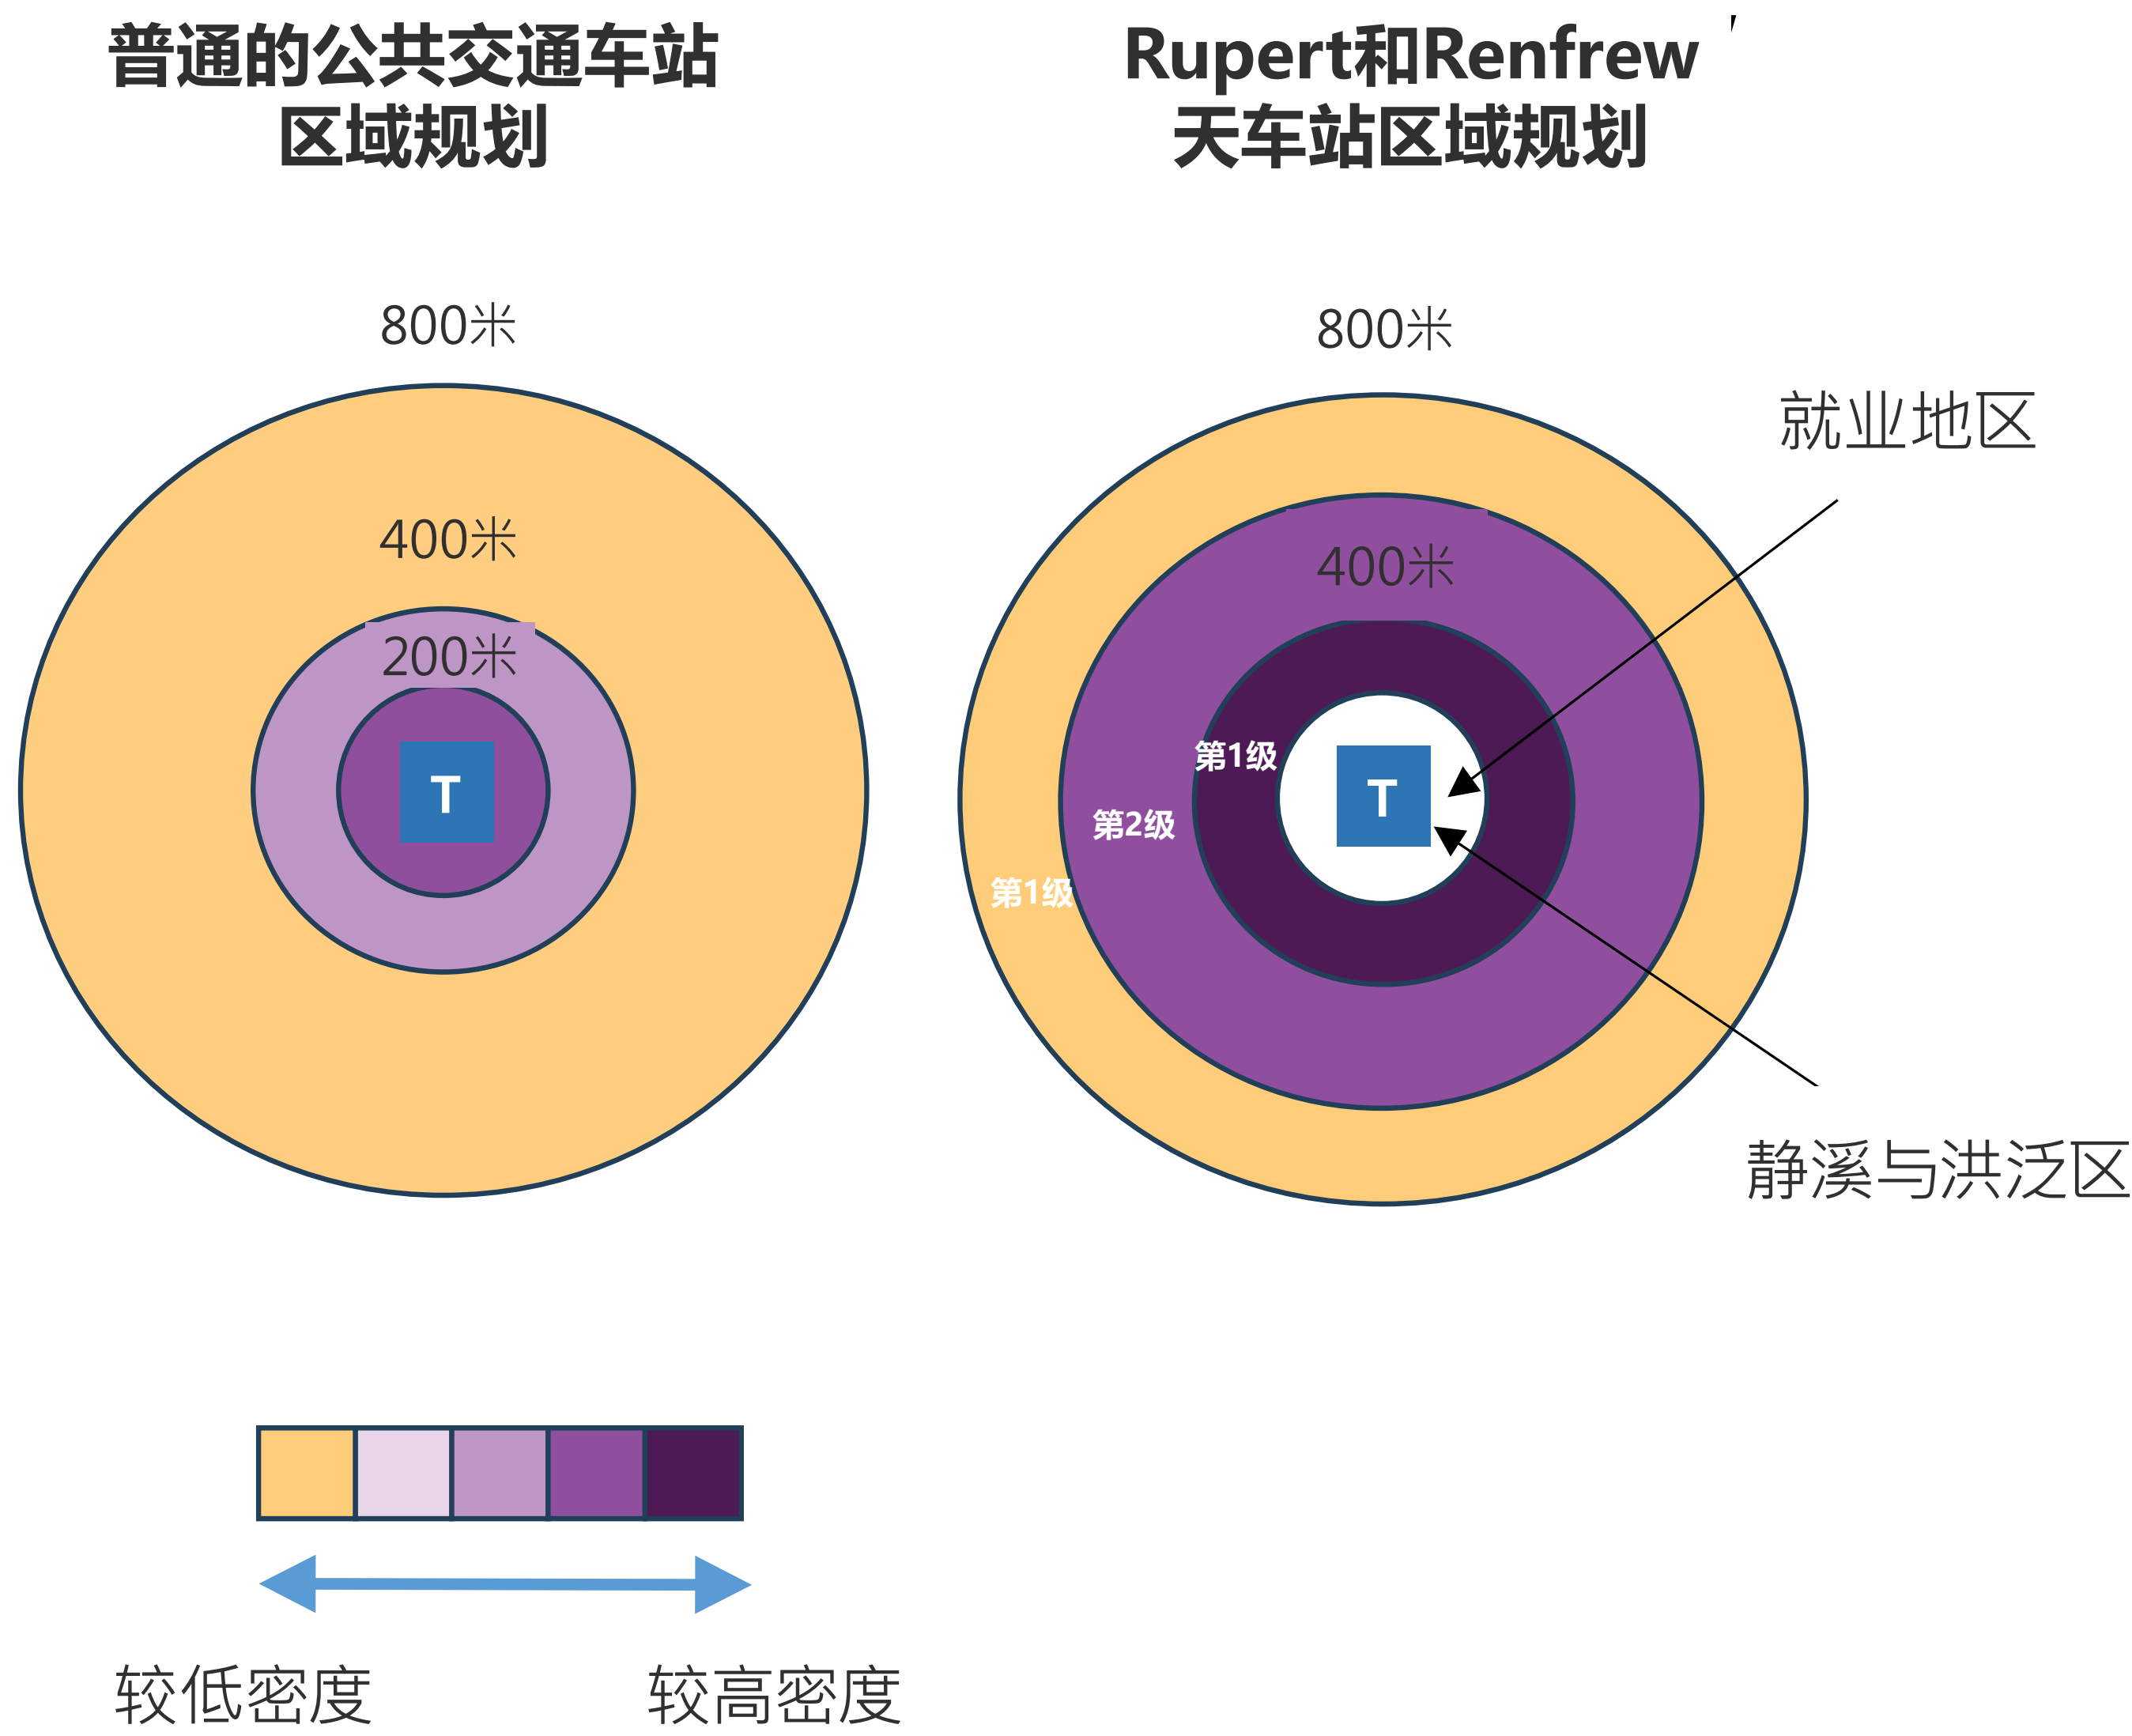 普通的公共交通车站
区域规划
Rupert和Renfrew
天车站区域规划
800米
400米
200米
T
800米
400米
第1级
第2级
第1级
T
就业地区
静溪与洪泛区
较低密度
较高密度